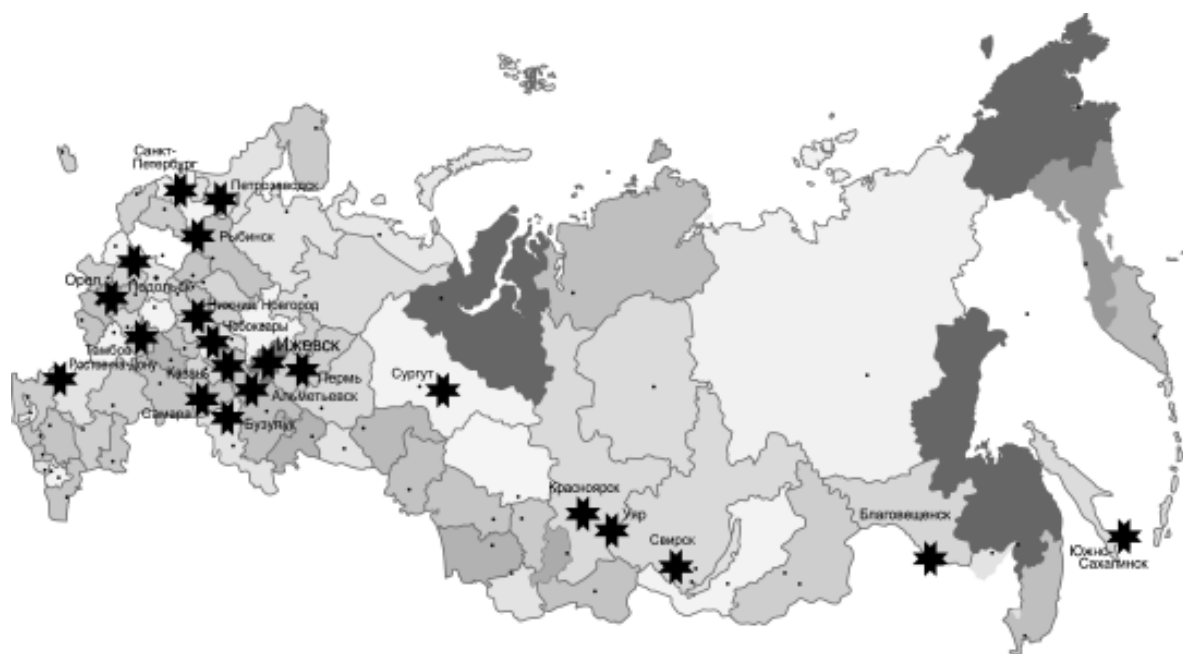 Санкт-
Петербург
Петрозаводск
Рыбинск
Орел
Подольск
Нижний Новгород
Чебоксары
Ижевск
Тамбов
Ростов-на-Дону
Казань
Пермь
Сургут
Альметьевск
Самара
Бузулук
Красноярск
Уяр
Благовещенск
Свирск
Южно-
Сахалинск